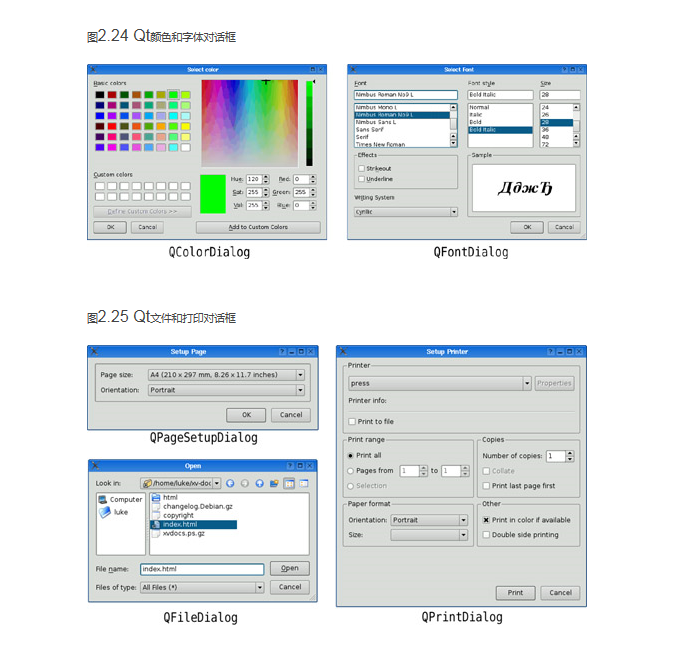 图2.24 Qt颜色和字体对话框
Select color
Basic colors
Custom colors
Define Custom Colors >>
OK
Cancel
Hue: 120
Red: 0
Sat: 255
Green: 255
Val: 255
Blue: 0
Add to Custom Colors
QColorDialog
Select Font
Font
Font style
Size
Nimbus Roman No9 L
Bold Italic
28
Nimbus Mono L
Nimbus Roman No9 L
Nimbus Sans L
Sans Serif
Serif
Times New Roman
Normal
Italic
Bold
Bold Italic
24
26
28
36
48
72
Effects
Strikeout
Underline
Writing System
Cyrillic
Sample
ДджЂ
OK
Cancel
QFontDialog
图2.25 Qt文件和打印对话框
Setup Page
Page size: A4 (210 x 297 mm, 8.26 x 11.7 inches)
Orientation: Portrait
OK
Cancel
QPageSetupDialog
Open
Look in: /home/luke/xv-doc
Computer
luke
html
changelog.Debian.gz
copyright
index.html
xvdocs.ps.gz
File name: index.html
Open
Files of type: All Files (*)
Cancel
QFileDialog
Setup Printer
Printer
press
Properties
Printer info:
Print to file
Print range
Print all
Pages from 1 to 1
Selection
Copies
Number of copies: 1
Collate
Print last page first
Paper format
Orientation: Portrait
Size:
Other
Print in color if available
Double side printing
Print
Cancel
QPrintDialog